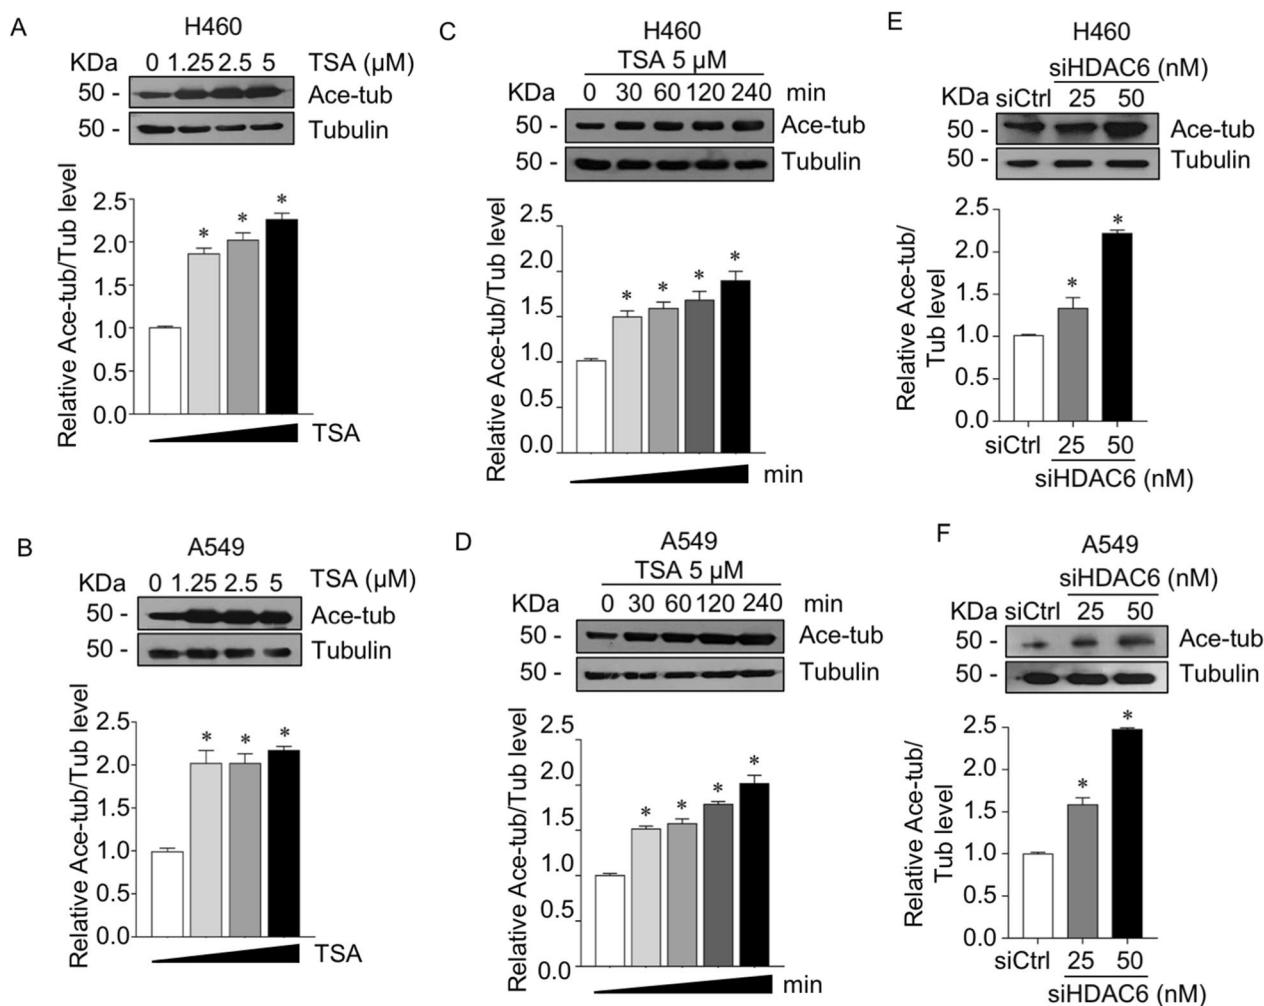 A
H460
KDa 0 1.25 2.5 5 TSA (µM)
50 - Ace-tub
50 - Tubulin
Relative Ace-tub/Tub level
2.5
2.0
1.5
1.0
0.5
0.0
* * *
TSA
B
A549
KDa 0 1.25 2.5 5 TSA (µM)
50 - Ace-tub
50 - Tubulin
Relative Ace-tub/Tub level
2.5
2.0
1.5
1.0
0.5
0.0
* * *
TSA
C
H460
TSA 5 µM
KDa 0 30 60 120 240 min
50 - Ace-tub
50 - Tubulin
Relative Ace-tub/Tub level
2.5
2.0
1.5
1.0
0.5
0.0
* * * *
min
D
A549
TSA 5 µM
KDa 0 30 60 120 240 min
50 - Ace-tub
50 - Tubulin
Relative Ace-tub/Tub level
2.5
2.0
1.5
1.0
0.5
0.0
* * * *
min
E
H460
siHDAC6 (nM)
KDa siCtrl 25 50
50 - Ace-tub
50 - Tubulin
Relative Ace-tub/
Tub level
2.5
2.0
1.5
1.0
0.5
0.0
* *
siCtrl 25 50
siHDAC6 (nM)
F
A549
siHDAC6 (nM)
KDa siCtrl 25 50
50 - Ace-tub
50 - Tubulin
Relative Ace-tub/
Tub level
2.5
2.0
1.5
1.0
0.5
0.0
* *
siCtrl 25 50
siHDAC6 (nM)